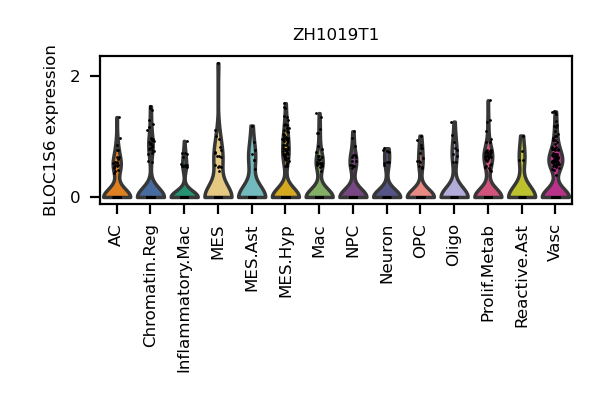 ZH1019T1
BLOC1S6 expression
2
0
AC
Chromatin.Reg
Inflammatory.Mac
MES
MES.Ast
MES.Hyp
Mac
NPC
Neuron
OPC
Oligo
Prolif.Metab
Reactive.Ast
Vasc